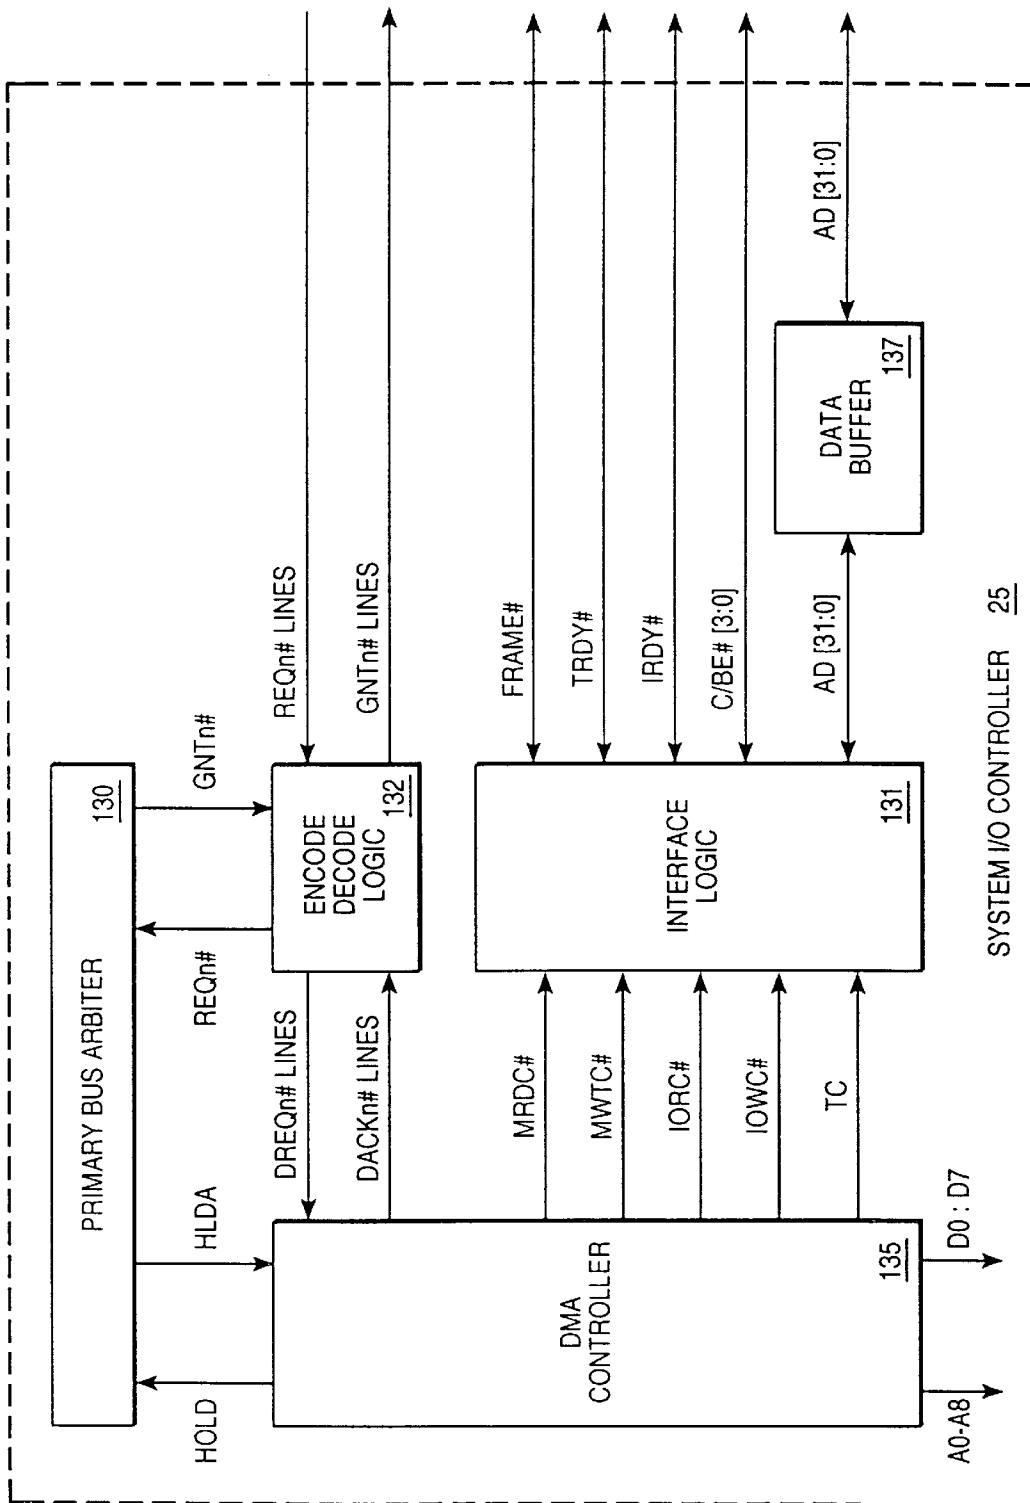 PRIMARY BUS ARBITER
130
HOLD
HLDA
REQn#
GNTn#
DREQn# LINES
DACKn# LINES
ENCODE
DECODE
LOGIC
132
REQn# LINES
GNTn# LINES
DMA
CONTROLLER
135
MRDC#
MWTC#
IORC#
IOWC#
TC
INTERFACE
LOGIC
131
FRAME#
TRDY#
IRDY#
C/BE# [3:0]
AD [31:0]
DATA
BUFFER
137
AD [31:0]
A0-A8
D0 : D7
SYSTEM I/O CONTROLLER 25